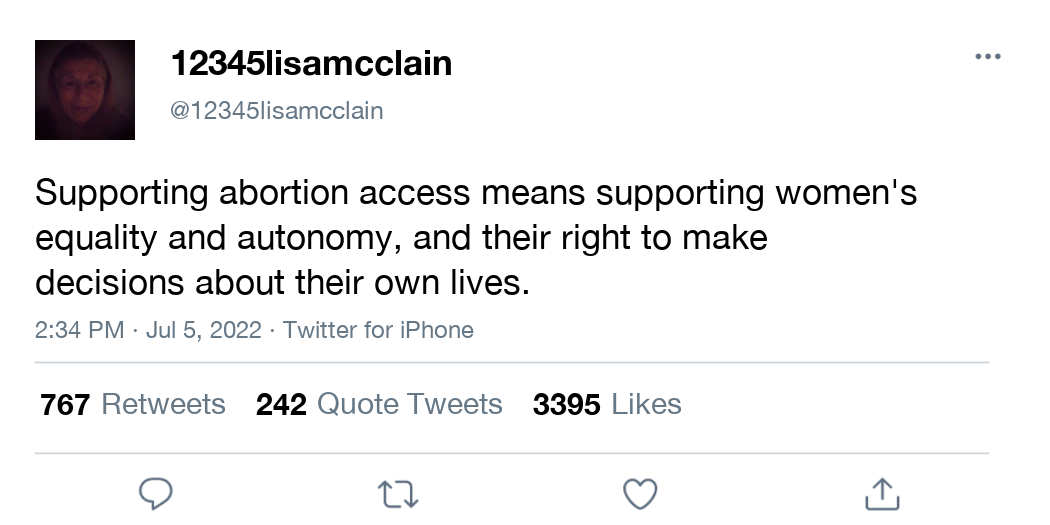 12345lisamcclain
@12345lisamcclain
Supporting abortion access means supporting women's
equality and autonomy, and their right to make
decisions about their own lives.
2:34 PM · Jul 5, 2022 · Twitter for iPhone
767 Retweets 242 Quote Tweets 3395 Likes